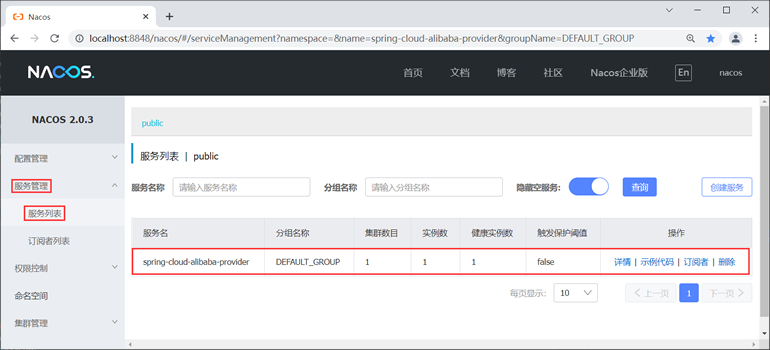 Nacos
localhost:8848/nacos/#/serviceManagement?namespace=&name=spring-cloud-alibaba-provider&groupName=DEFAULT_GROUP
NACOS. 首页 文档 博客 社区 Nacos企业版 En nacos
NACOS 2.0.3
配置管理
服务管理
服务列表
订阅者列表
权限控制
命名空间
集群管理
public
服务列表 | public
服务名称 请输入服务名称 分组名称 请输入分组名称 隐藏空服务: 查询 创建服务
服务名 分组名称 集群数目 实例数 健康实例数 触发保护阈值 操作
spring-cloud-alibaba-provider DEFAULT_GROUP 1 1 1 false 详情 | 示例代码 | 订阅者 | 删除
每页显示: 10 < 上一页 1 下一页 >